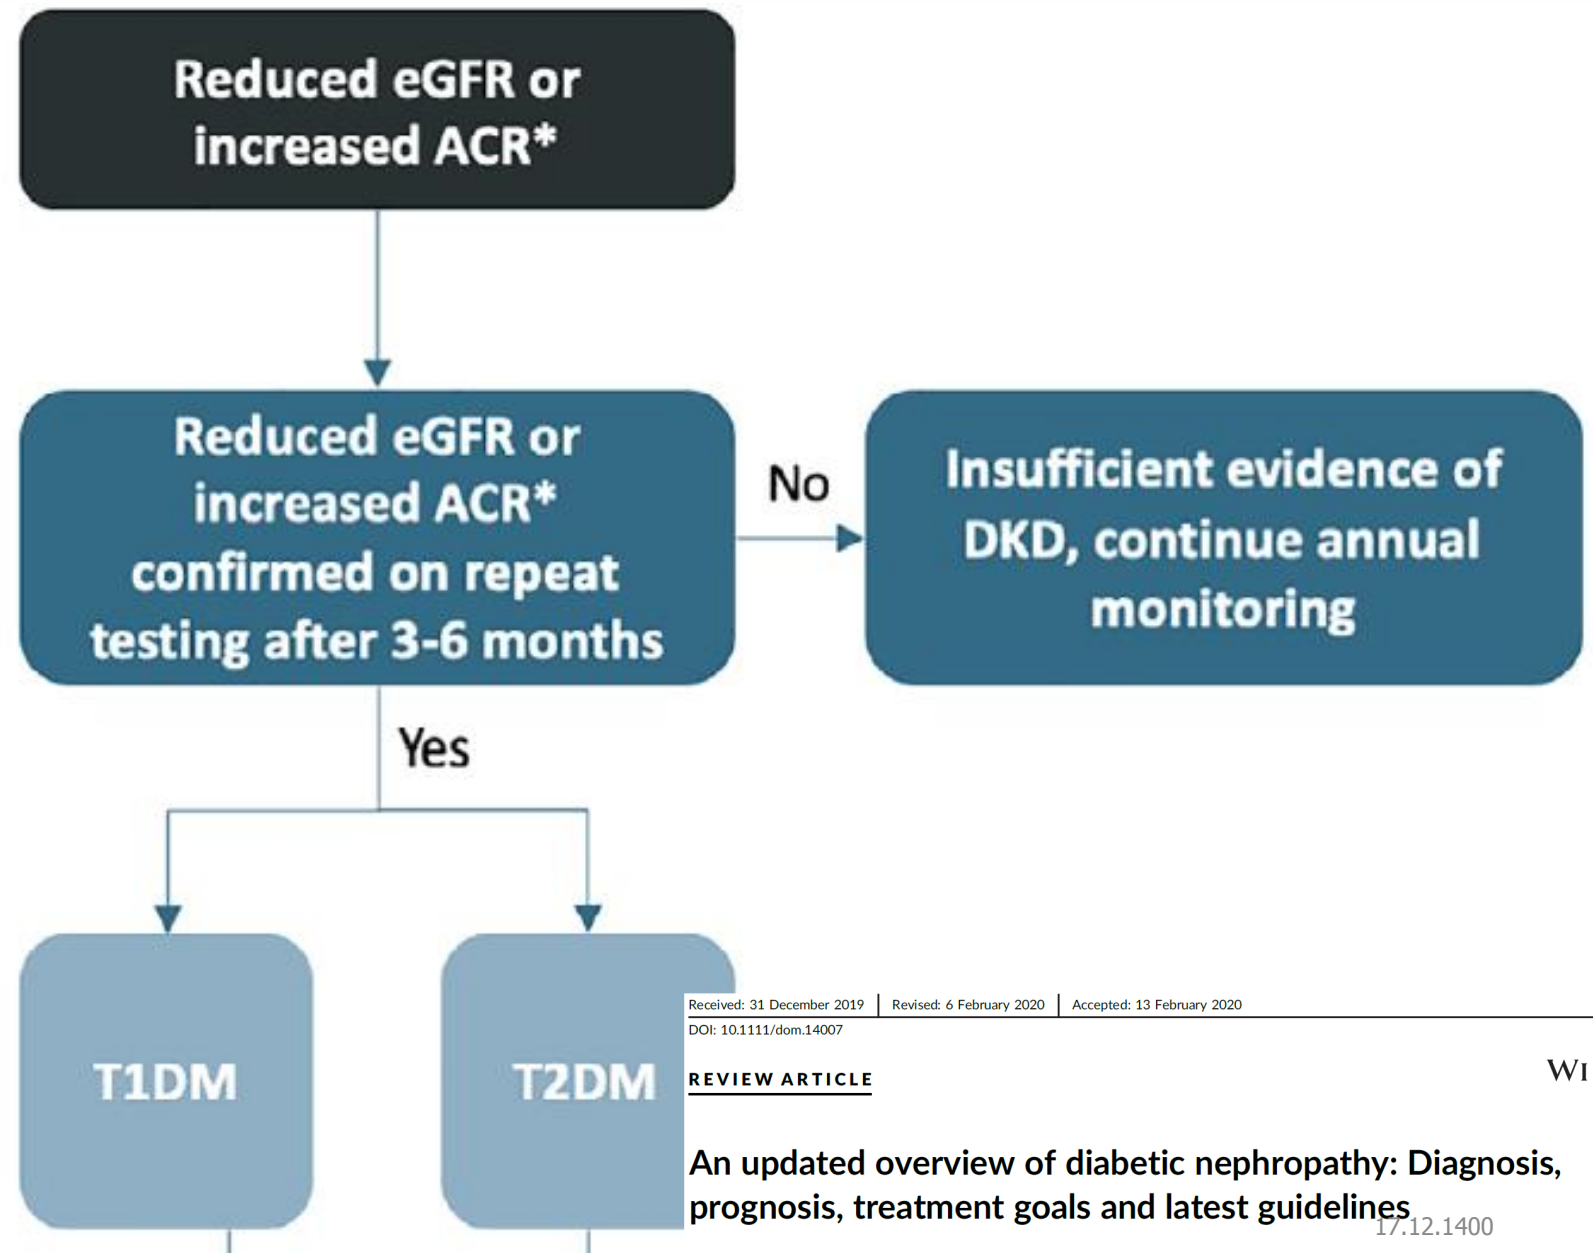 Reduced eGFR or
increased ACR*
Reduced eGFR or
increased ACR*
confirmed on repeat
testing after 3-6 months
No
Insufficient evidence of
DKD, continue annual
monitoring
Yes
T1DM
T2DM
Received: 31 December 2019 | Revised: 6 February 2020 | Accepted: 13 February 2020
DOI: 10.1111/dom.14007
REVIEW ARTICLE
WI
An updated overview of diabetic nephropathy: Diagnosis,
prognosis, treatment goals and latest guidelines
17.12.1400